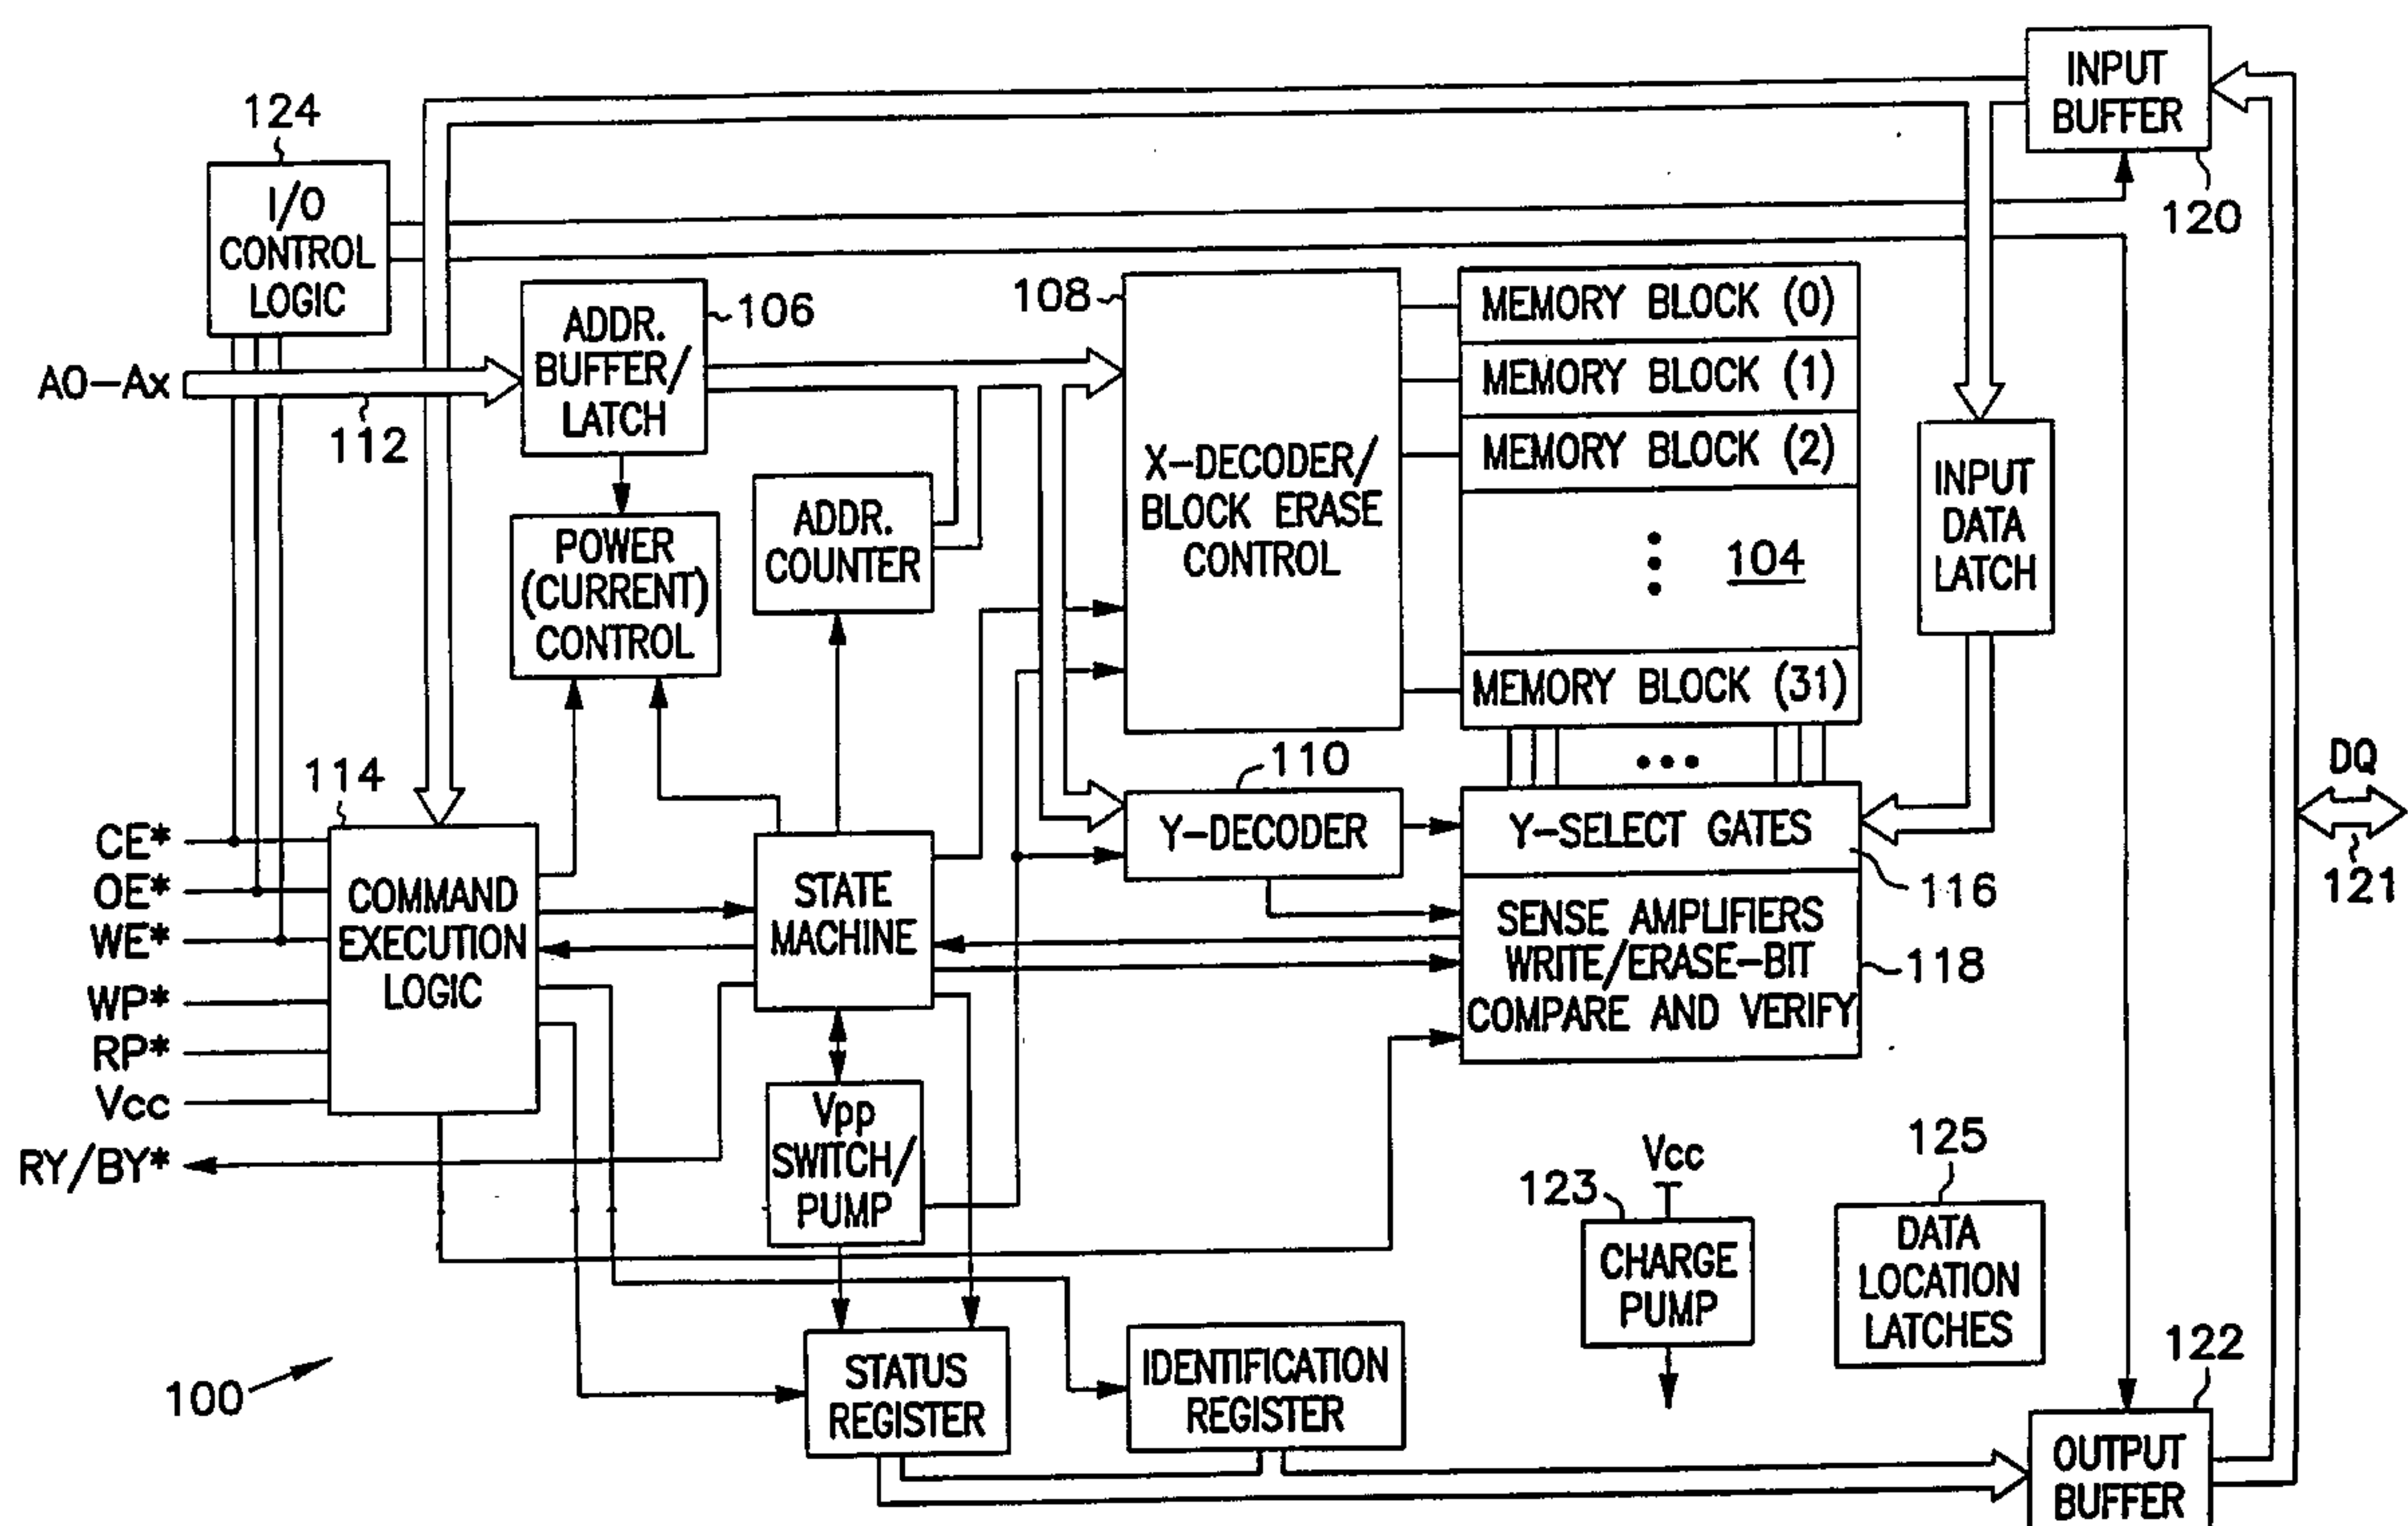 INPUT
BUFFER
120
124
I/O
CONTROL
LOGIC
A0-Ax
112
ADDR.
BUFFER/
LATCH
106
POWER
(CURRENT)
CONTROL
ADDR.
COUNTER
108
X-DECODER/
BLOCK ERASE
CONTROL
MEMORY BLOCK (0)
MEMORY BLOCK (1)
MEMORY BLOCK (2)
104
MEMORY BLOCK (31)
INPUT
DATA
LATCH
DQ
121
114
CE*
OE*
WE*
WP*
RP*
Vcc
RY/BY*
COMMAND
EXECUTION
LOGIC
STATE
MACHINE
110
Y-DECODER
Y-SELECT GATES
116
SENSE AMPLIFIERS
WRITE/ERASE-BIT
COMPARE AND VERIFY
118
Vpp
SWITCH/
PUMP
Vcc
123
CHARGE
PUMP
125
DATA
LOCATION
LATCHES
100
STATUS
REGISTER
IDENTIFICATION
REGISTER
122
OUTPUT
BUFFER